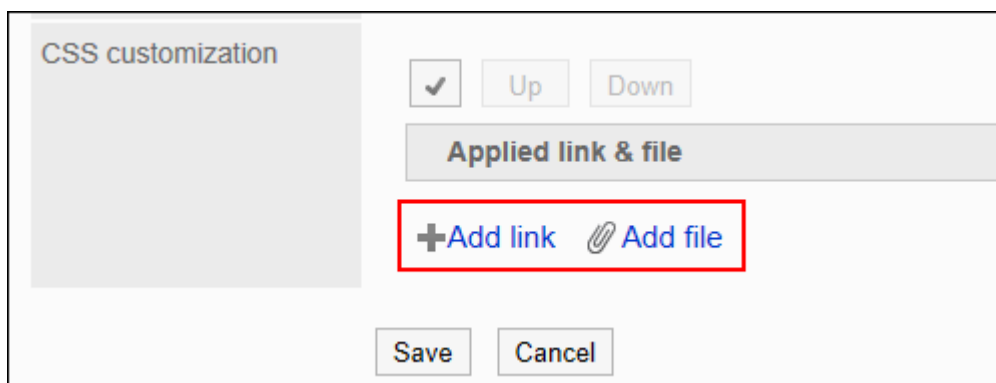 CSS customization
Up Down
Applied link & file
Add link Add file
Save Cancel